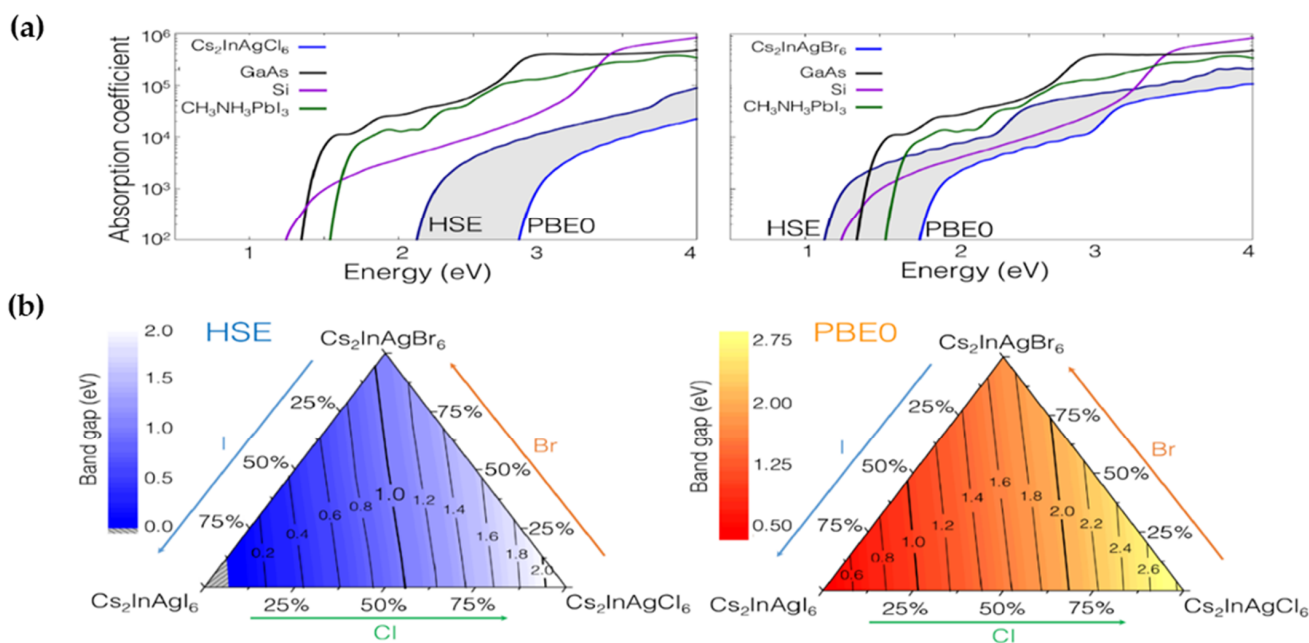 (a)
Absorption coefficient
10⁶
10⁵
10⁴
10³
10²
Cs₂InAgCl₆
GaAs
Si
CH₃NH₃PbI₃
HSE
PBE0
1
2
3
4
Energy (eV)
Cs₂InAgBr₆
GaAs
Si
CH₃NH₃PbI₃
HSE
PBE0
1
2
3
4
Energy (eV)
(b)
HSE
Band gap (eV)
2.0
1.5
1.0
0.5
0.0
Cs₂InAgBr₆
I
25%
50%
75%
Br
75%
50%
25%
0.2
0.4
0.6
0.8
1.0
1.2
1.4
1.6
1.8
2.0
Cs₂InAgI₆
25%
50%
75%
Cs₂InAgCl₆
Cl
PBE0
Band gap (eV)
2.75
2.00
1.25
0.50
Cs₂InAgBr₆
I
25%
50%
75%
Br
75%
50%
25%
0.6
0.8
1.0
1.2
1.4
1.6
1.8
2.0
2.2
2.4
2.6
Cs₂InAgI₆
25%
50%
75%
Cs₂InAgCl₆
Cl